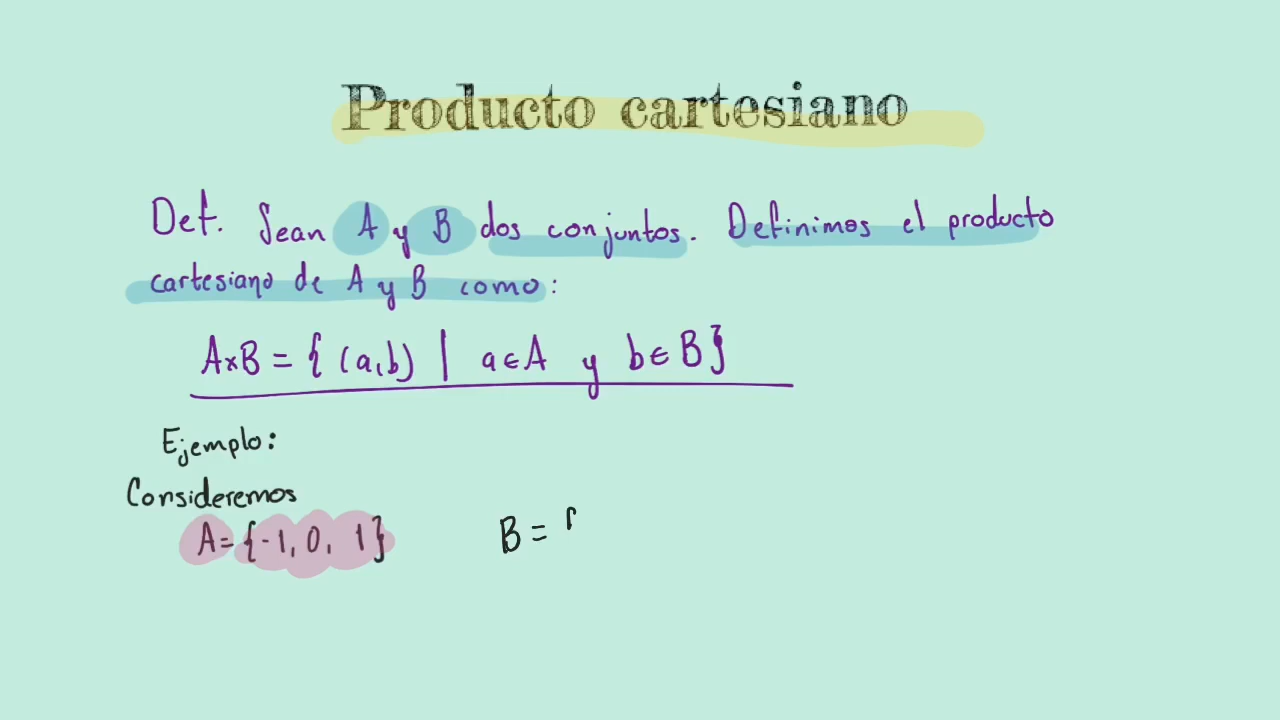 Producto cartesiano
Def. Sean A y B dos conjuntos. Definimos el producto
cartesiano de A y B como:
A×B = { (a,b) | a ∈ A y b ∈ B}
Ejemplo:
Consideremos
A = {-1, 0, 1} B =